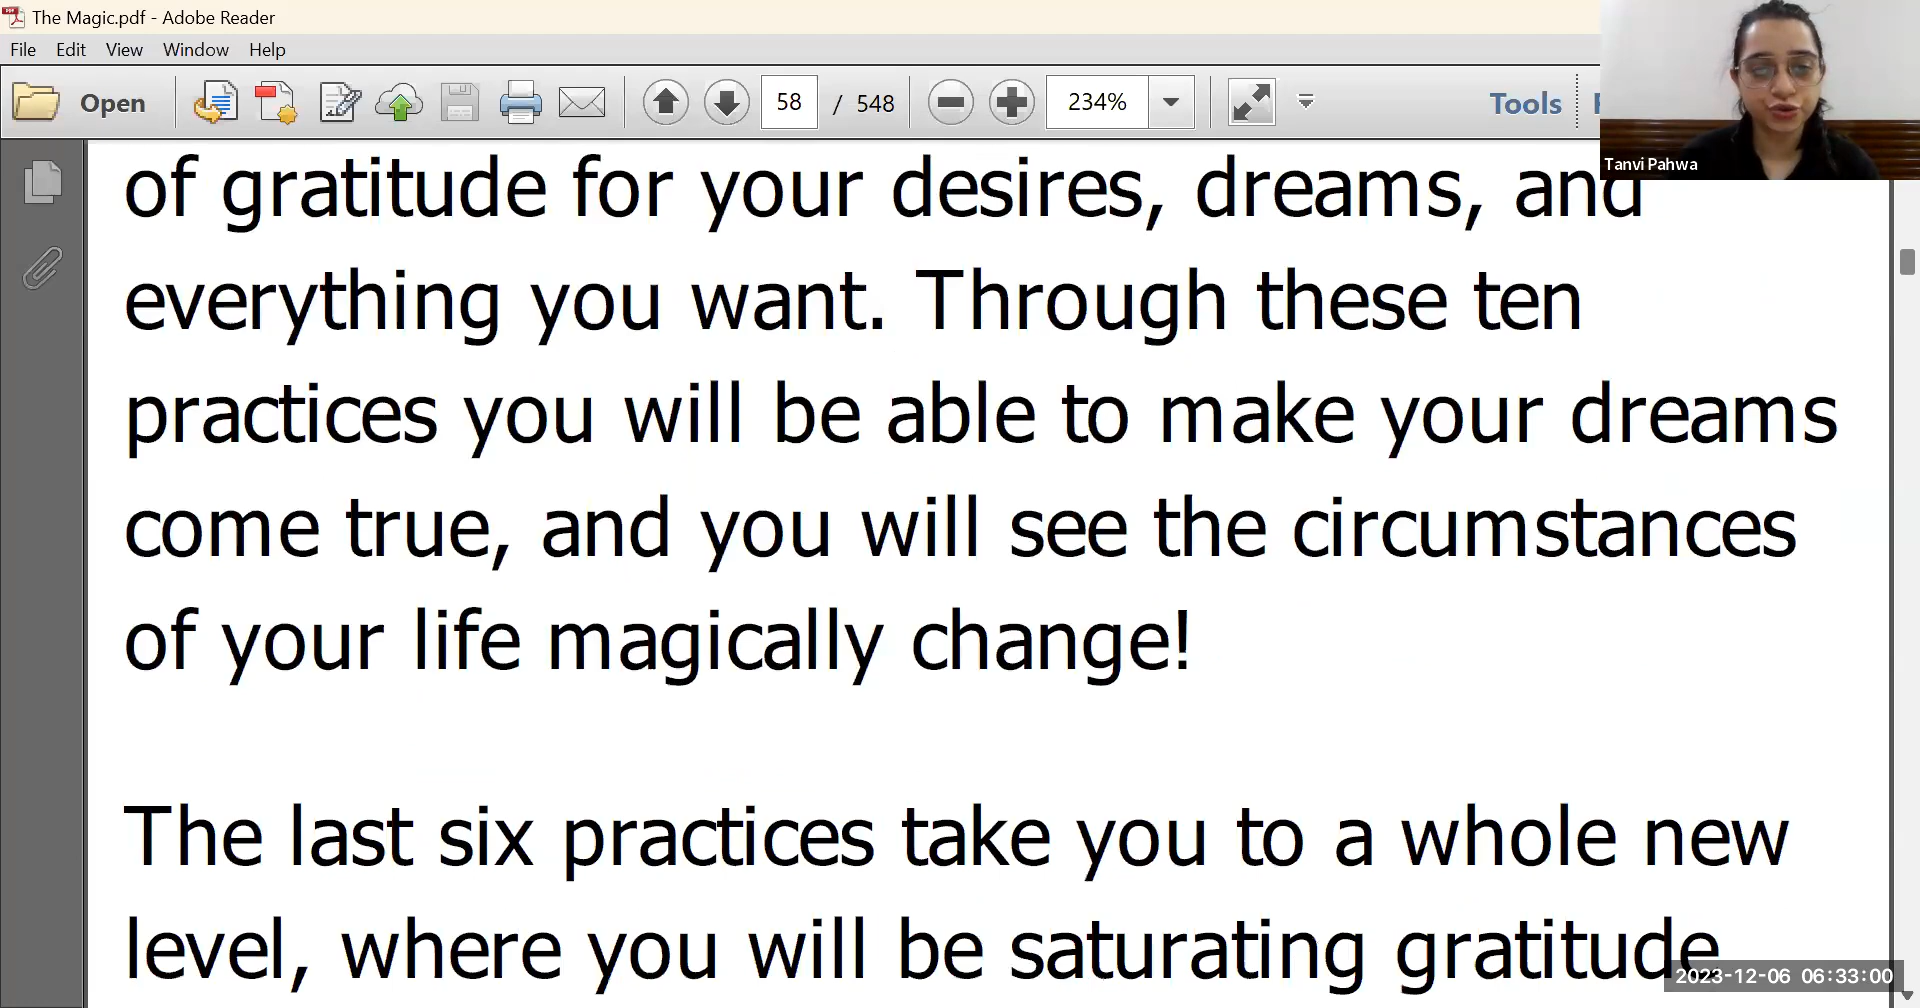 The Magic.pdf - Adobe Reader
File Edit View Window Help
Open 58 / 548 234% Tools
Tanvi Pahwa
of gratitude for your desires, dreams, and
everything you want. Through these ten
practices you will be able to make your dreams
come true, and you will see the circumstances
of your life magically change!
The last six practices take you to a whole new
level, where you will be saturating gratitude
2023-12-06 06:33:00